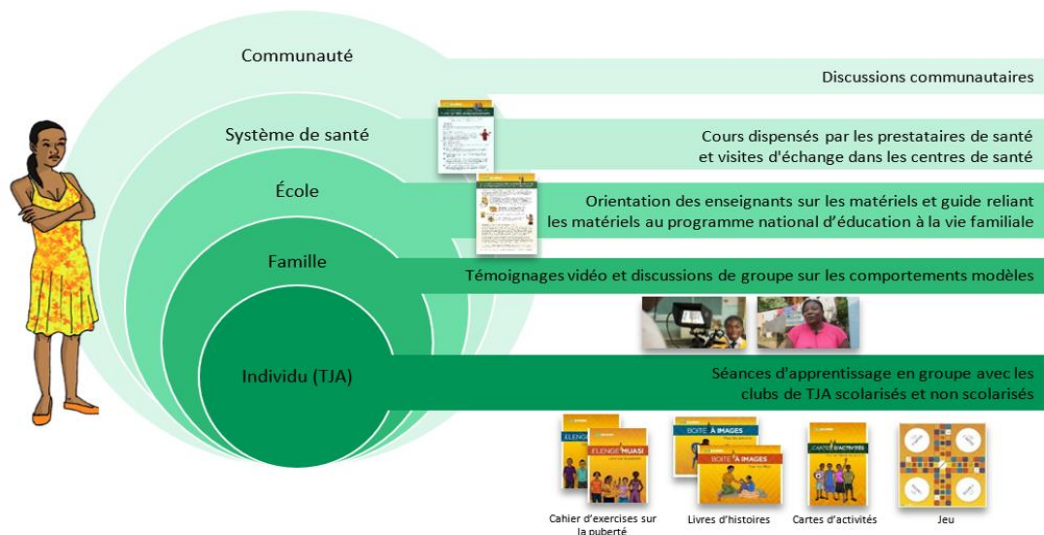 Communauté
Discussions communautaires
Système de santé
Cours dispensés par les prestataires de santé
et visites d'échange dans les centres de santé
École
Orientation des enseignants sur les matériels et guide reliant
les matériels au programme national d'éducation à la vie familiale
Famille
Témoignages vidéo et discussions de groupe sur les comportements modèles
Individu (TJA)
Séances d'apprentissage en groupe avec les
clubs de TJA scolarisés et non scolarisés
ELENGE MUASI
BOITE À IMAGES
BOITE À IMAGES
CARTES D'ACTIVITÉS
Cahier d'exercises sur
la puberté
Livres d'histoires
Cartes d'activités
Jeu